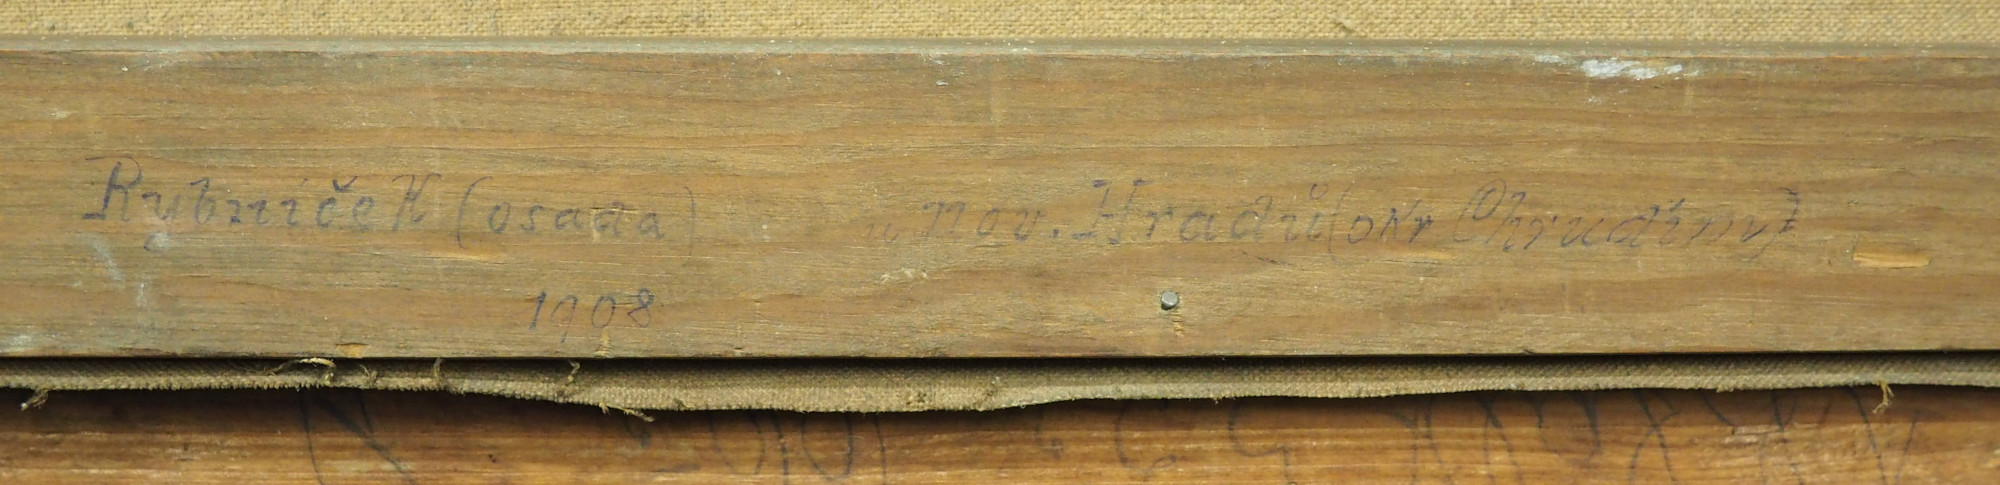 Rybníček (osada) u Nov. Hradů (okr Chrudim)
1908